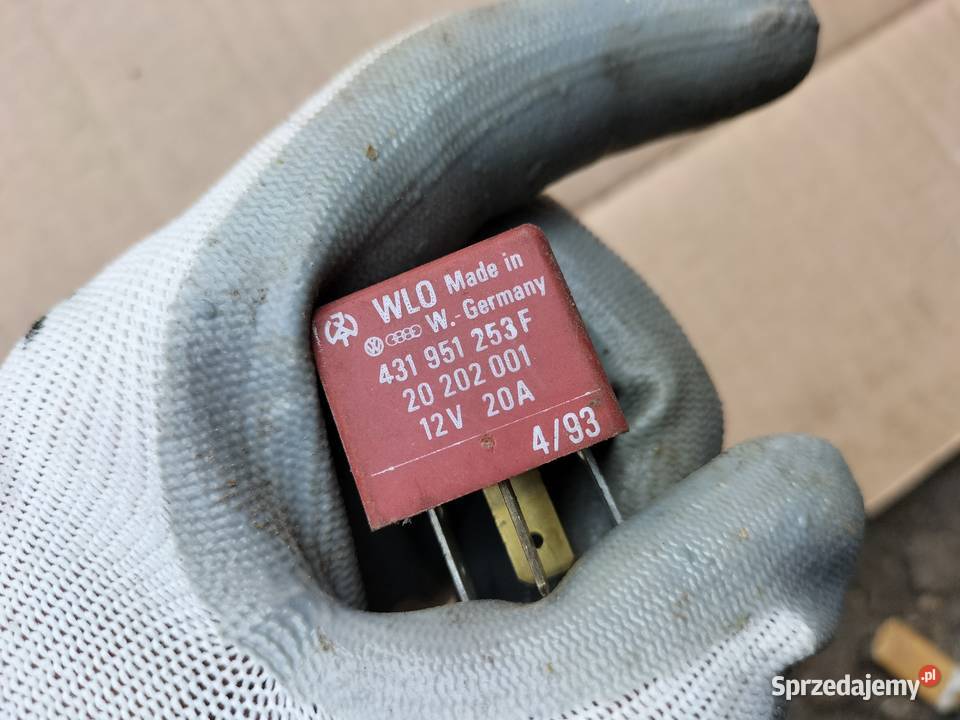 WLO Made in
W.-Germany
431 951 253 F
20 202 001
12V 20A
4/93
Sprzedajemy.pl